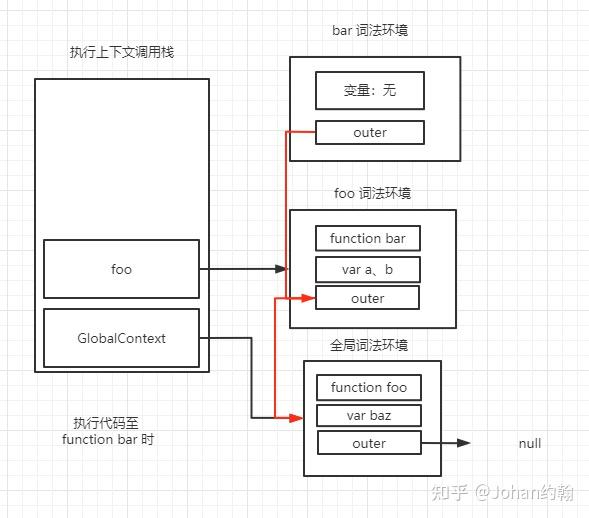 执行上下文调用栈
foo
GlobalContext
执行代码至
function bar 时
bar 词法环境
变量：无
outer
foo 词法环境
function bar
var a、b
outer
全局词法环境
function foo
var baz
outer
null
知乎 @Johan约翰